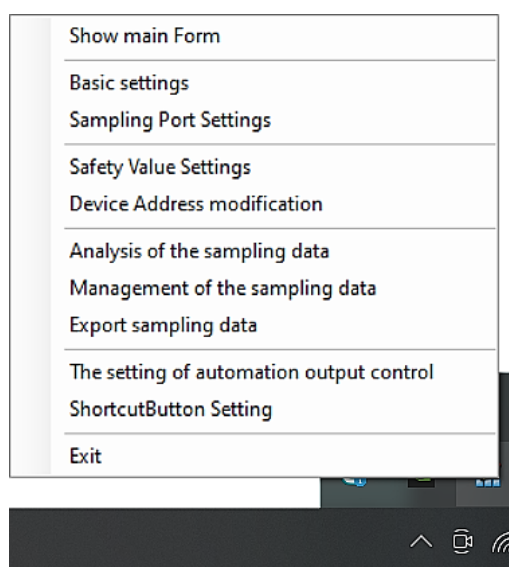 Show main Form
Basic settings
Sampling Port Settings
Safety Value Settings
Device Address modification
Analysis of the sampling data
Management of the sampling data
Export sampling data
The setting of automation output control
ShortcutButton Setting
Exit